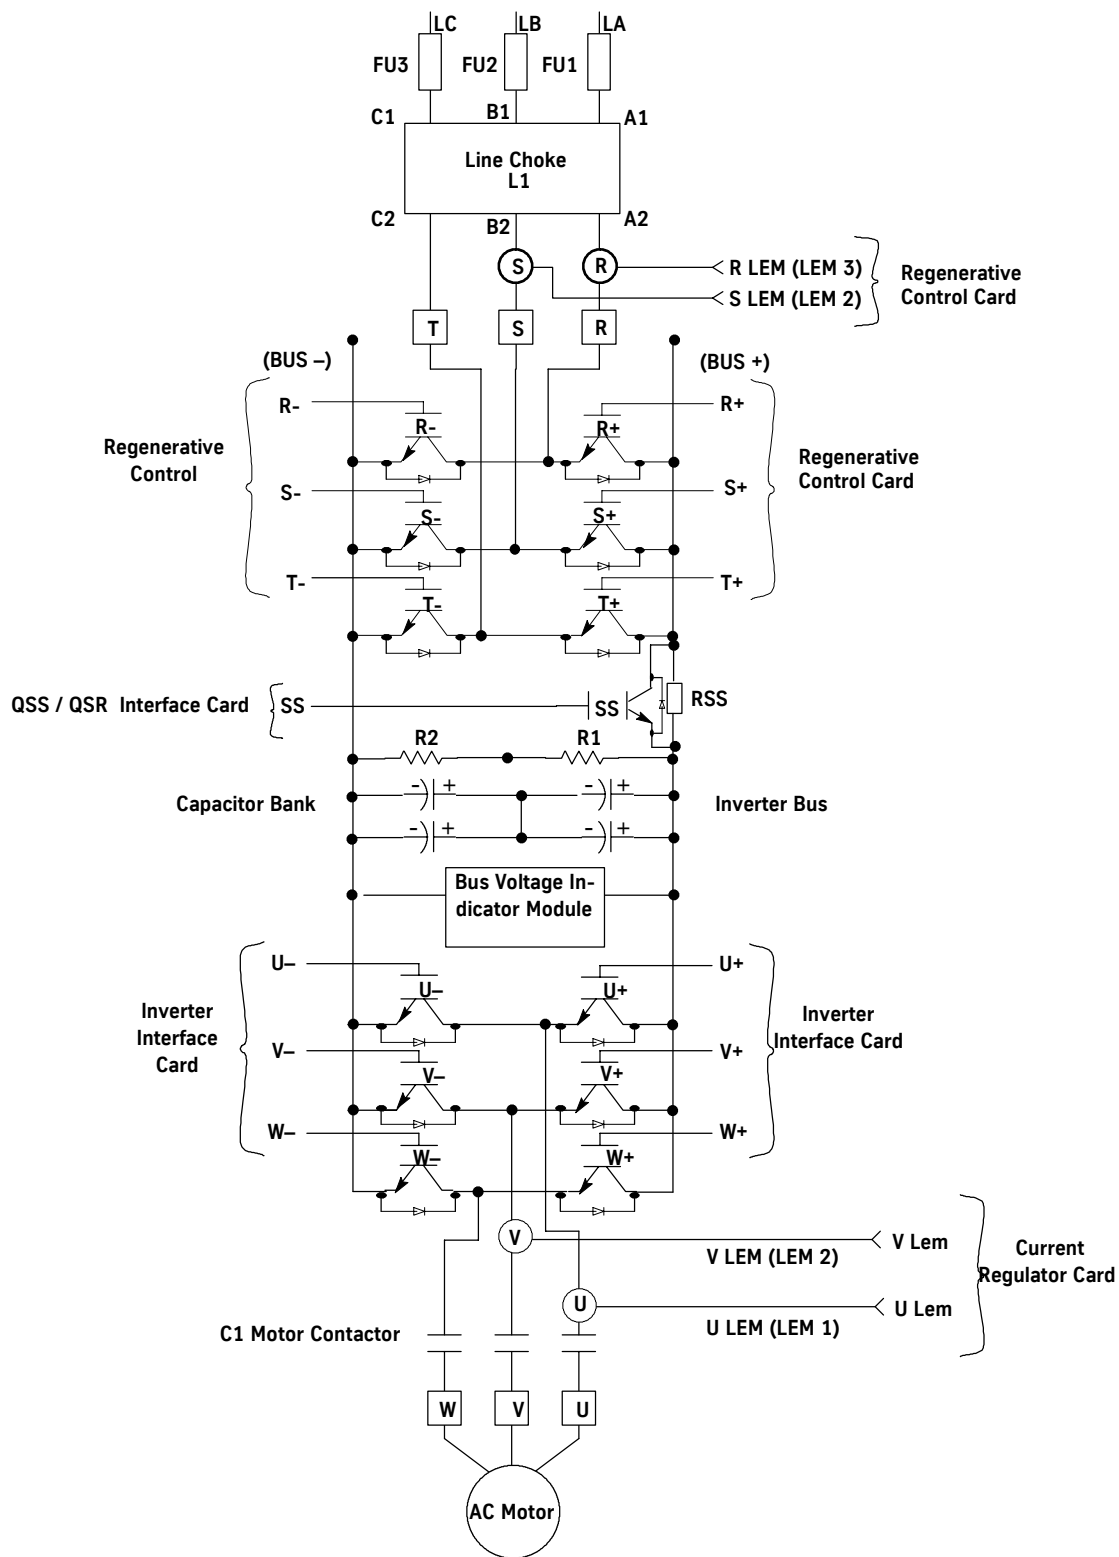 LC
LB
LA
FU3
FU2
FU1
C1
B1
A1
Line Choke
L1
C2
B2
A2
S
R
R LEM (LEM 3)
S LEM (LEM 2)
Regenerative
Control Card
T
S
R
(BUS –)
(BUS +)
R-
R-
R+
R+
Regenerative
Control
Regenerative
Control Card
S-
S-
S+
S+
T-
T-
T+
T+
QSS / QSR Interface Card
SS
SS
RSS
R2
R1
Capacitor Bank
- +
- +
Inverter Bus
- +
- +
Bus Voltage In-
dicator Module
U–
U–
U+
U+
Inverter
Interface
Card
Inverter
Interface Card
V–
V–
V+
V+
W–
W–
W+
W+
V
V LEM (LEM 2)
V Lem
Current
Regulator Card
U
U LEM (LEM 1)
U Lem
C1 Motor Contactor
W
V
U
AC Motor